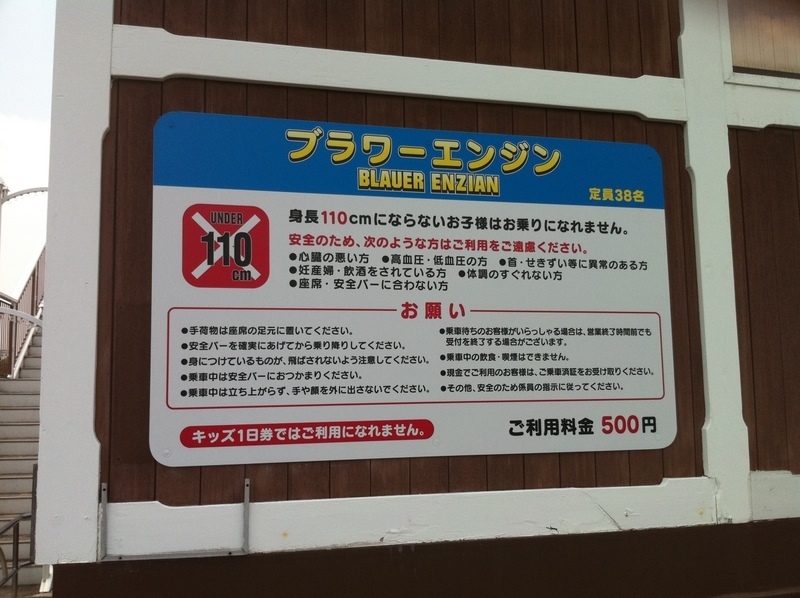 ブラワーエンジン
BLAUER ENZIAN
定員38名
UNDER
110
cm
身長110cmにならないお子様はお乗りになれません。
安全のため、次のような方はご利用をご遠慮ください。
●心臓の悪い方 ●高血圧・低血圧の方 ●首・せきずい等に異常のある方
●妊産婦・飲酒をされている方 ●体調のすぐれない方
●座席・安全バーに合わない方
お願い
●手荷物は座席の足元に置いてください。
●安全バーを確実にあげてから乗り降りしてください。
●身につけているものが、飛ばされないよう注意してください。
●乗車中は安全バーにおつかまりください。
●乗車中は立ち上がらず、手や顔を外に出さないでください。
●乗車待ちのお客様がいらっしゃる場合は、営業終了時間前でも
受付を終了する場合がございます。
●乗車中の飲食・喫煙はできません。
●現金でご利用のお客様は、ご乗車済証をお受け取りください。
●その他、安全のため係員の指示に従ってください。
キッズ1日券ではご利用になれません。
ご利用料金 500円